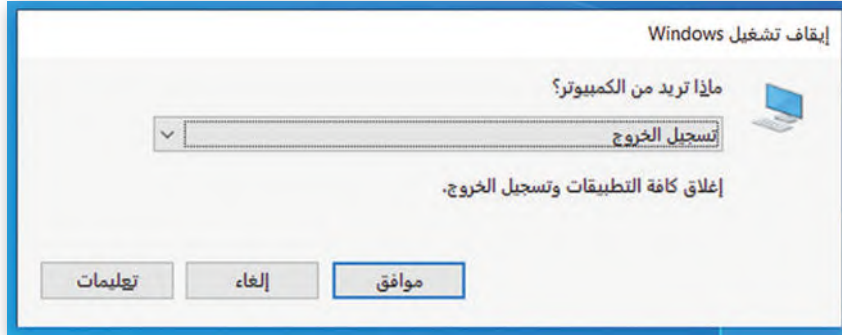 إيقاف تشغيل Windows
ماذا تريد من الكمبيوتر؟
تسجيل الخروج
إغلاق كافة التطبيقات وتسجيل الخروج.
موافق
إلغاء
تعليمات